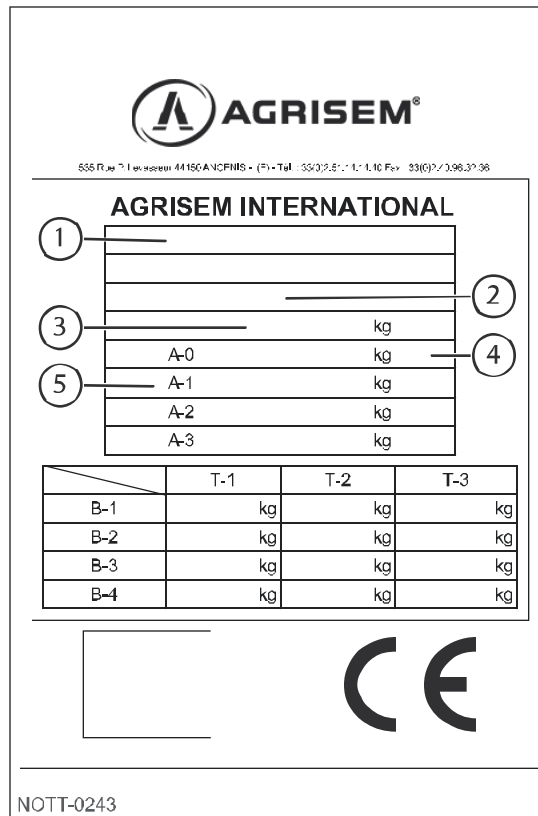 AGRISEM®
535 Rue P. Levasseur 44150 ANCENIS - (F) - Tél. : 33(0)2.51.14.14.40 Fax : 33(0)2.40.96.32.36
AGRISEM INTERNATIONAL
1
2
3 kg
A-0 kg 4
5 A-1 kg
A-2 kg
A-3 kg
T-1 T-2 T-3
B-1 kg kg kg
B-2 kg kg kg
B-3 kg kg kg
B-4 kg kg kg
CE
NOTT-0243